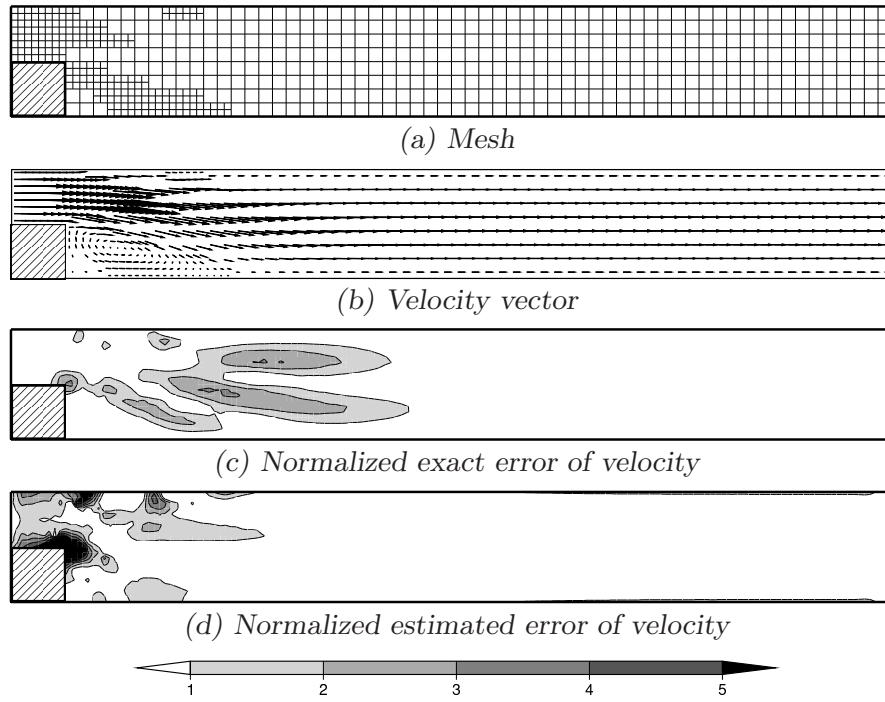 (a) Mesh
(b) Velocity vector
(c) Normalized exact error of velocity
(d) Normalized estimated error of velocity
1 2 3 4 5